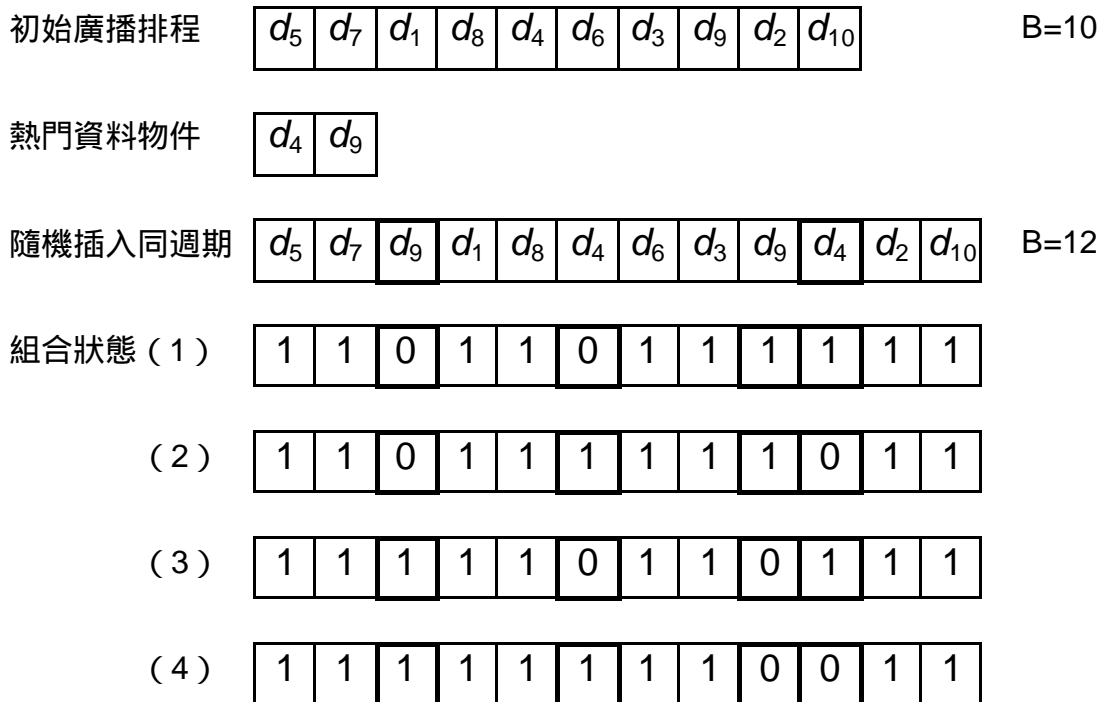 初始廣播排程 d5 d7 d1 d8 d4 d6 d3 d9 d2 d10 B=10
熱門資料物件 d4 d9
隨機插入同週期 d5 d7 d9 d1 d8 d4 d6 d3 d9 d4 d2 d10 B=12
組合狀態（1） 1 1 0 1 1 0 1 1 1 1 1 1
（2） 1 1 0 1 1 1 1 1 1 0 1 1
（3） 1 1 1 1 1 0 1 1 0 1 1 1
（4） 1 1 1 1 1 1 1 1 0 0 1 1